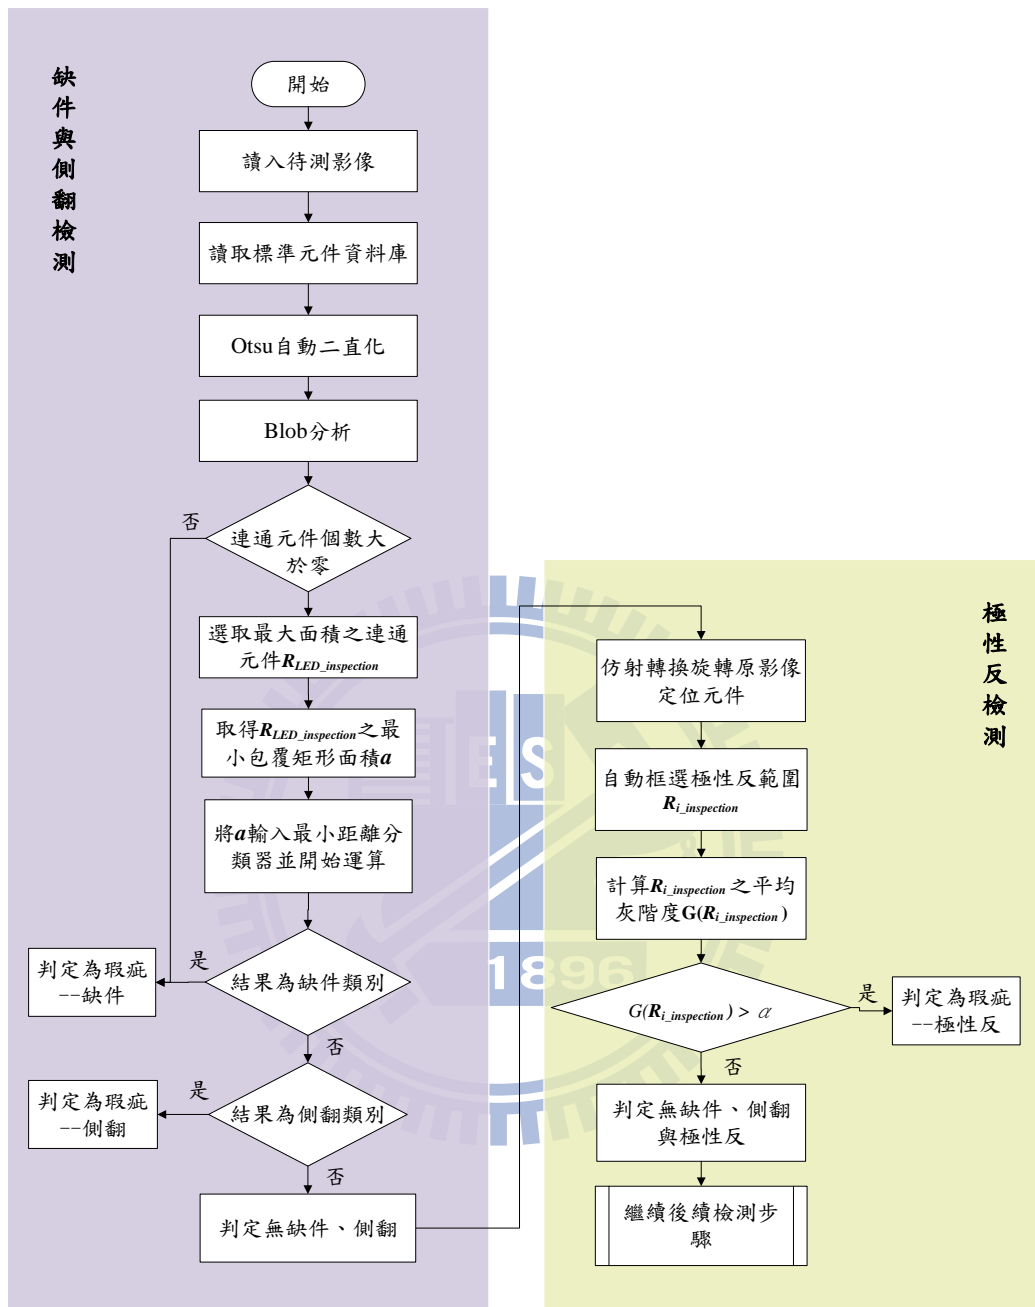 缺
件
與
側
翻
檢
測
開始
讀入待測影像
讀取標準元件資料庫
Otsu自動二直化
Blob分析
否
連通元件個數大
於零
選取最大面積之連通
元件R_LED_inspection
取得R_LED_inspection之最
小包覆矩形面積a
將a輸入最小距離分
類器並開始運算
是
結果為缺件類別
判定為瑕疵
--缺件
否
是
結果為側翻類別
判定為瑕疵
--側翻
否
判定無缺件、側翻
極
性
反
檢
測
仿射轉換旋轉原影像
定位元件
自動框選極性反範圍
R_i_inspection
計算R_i_inspection之平均
灰階度G(R_i_inspection)
G(R_i_inspection) > α
是
判定為瑕疵
--極性反
否
判定無缺件、側翻
與極性反
繼續後續檢測步
驟
ES
1896